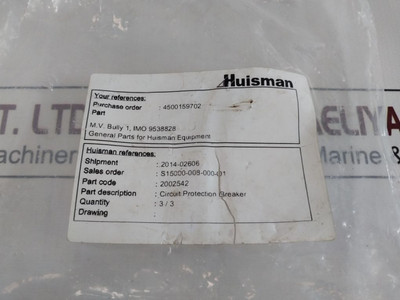 Huisman
Your references:
Purchase order : 4500159702
Part
M.V. Bully 1, IMO 9538828
General Parts for Huisman Equipment
Huisman references:
Shipment : 2014-02606
Sales order : S15000-008-000-01
Part code : 2002542
Part description : Circuit Protection Breaker
Quantity : 3 / 3
Drawing :
T. LTD
Machinery
Marine &